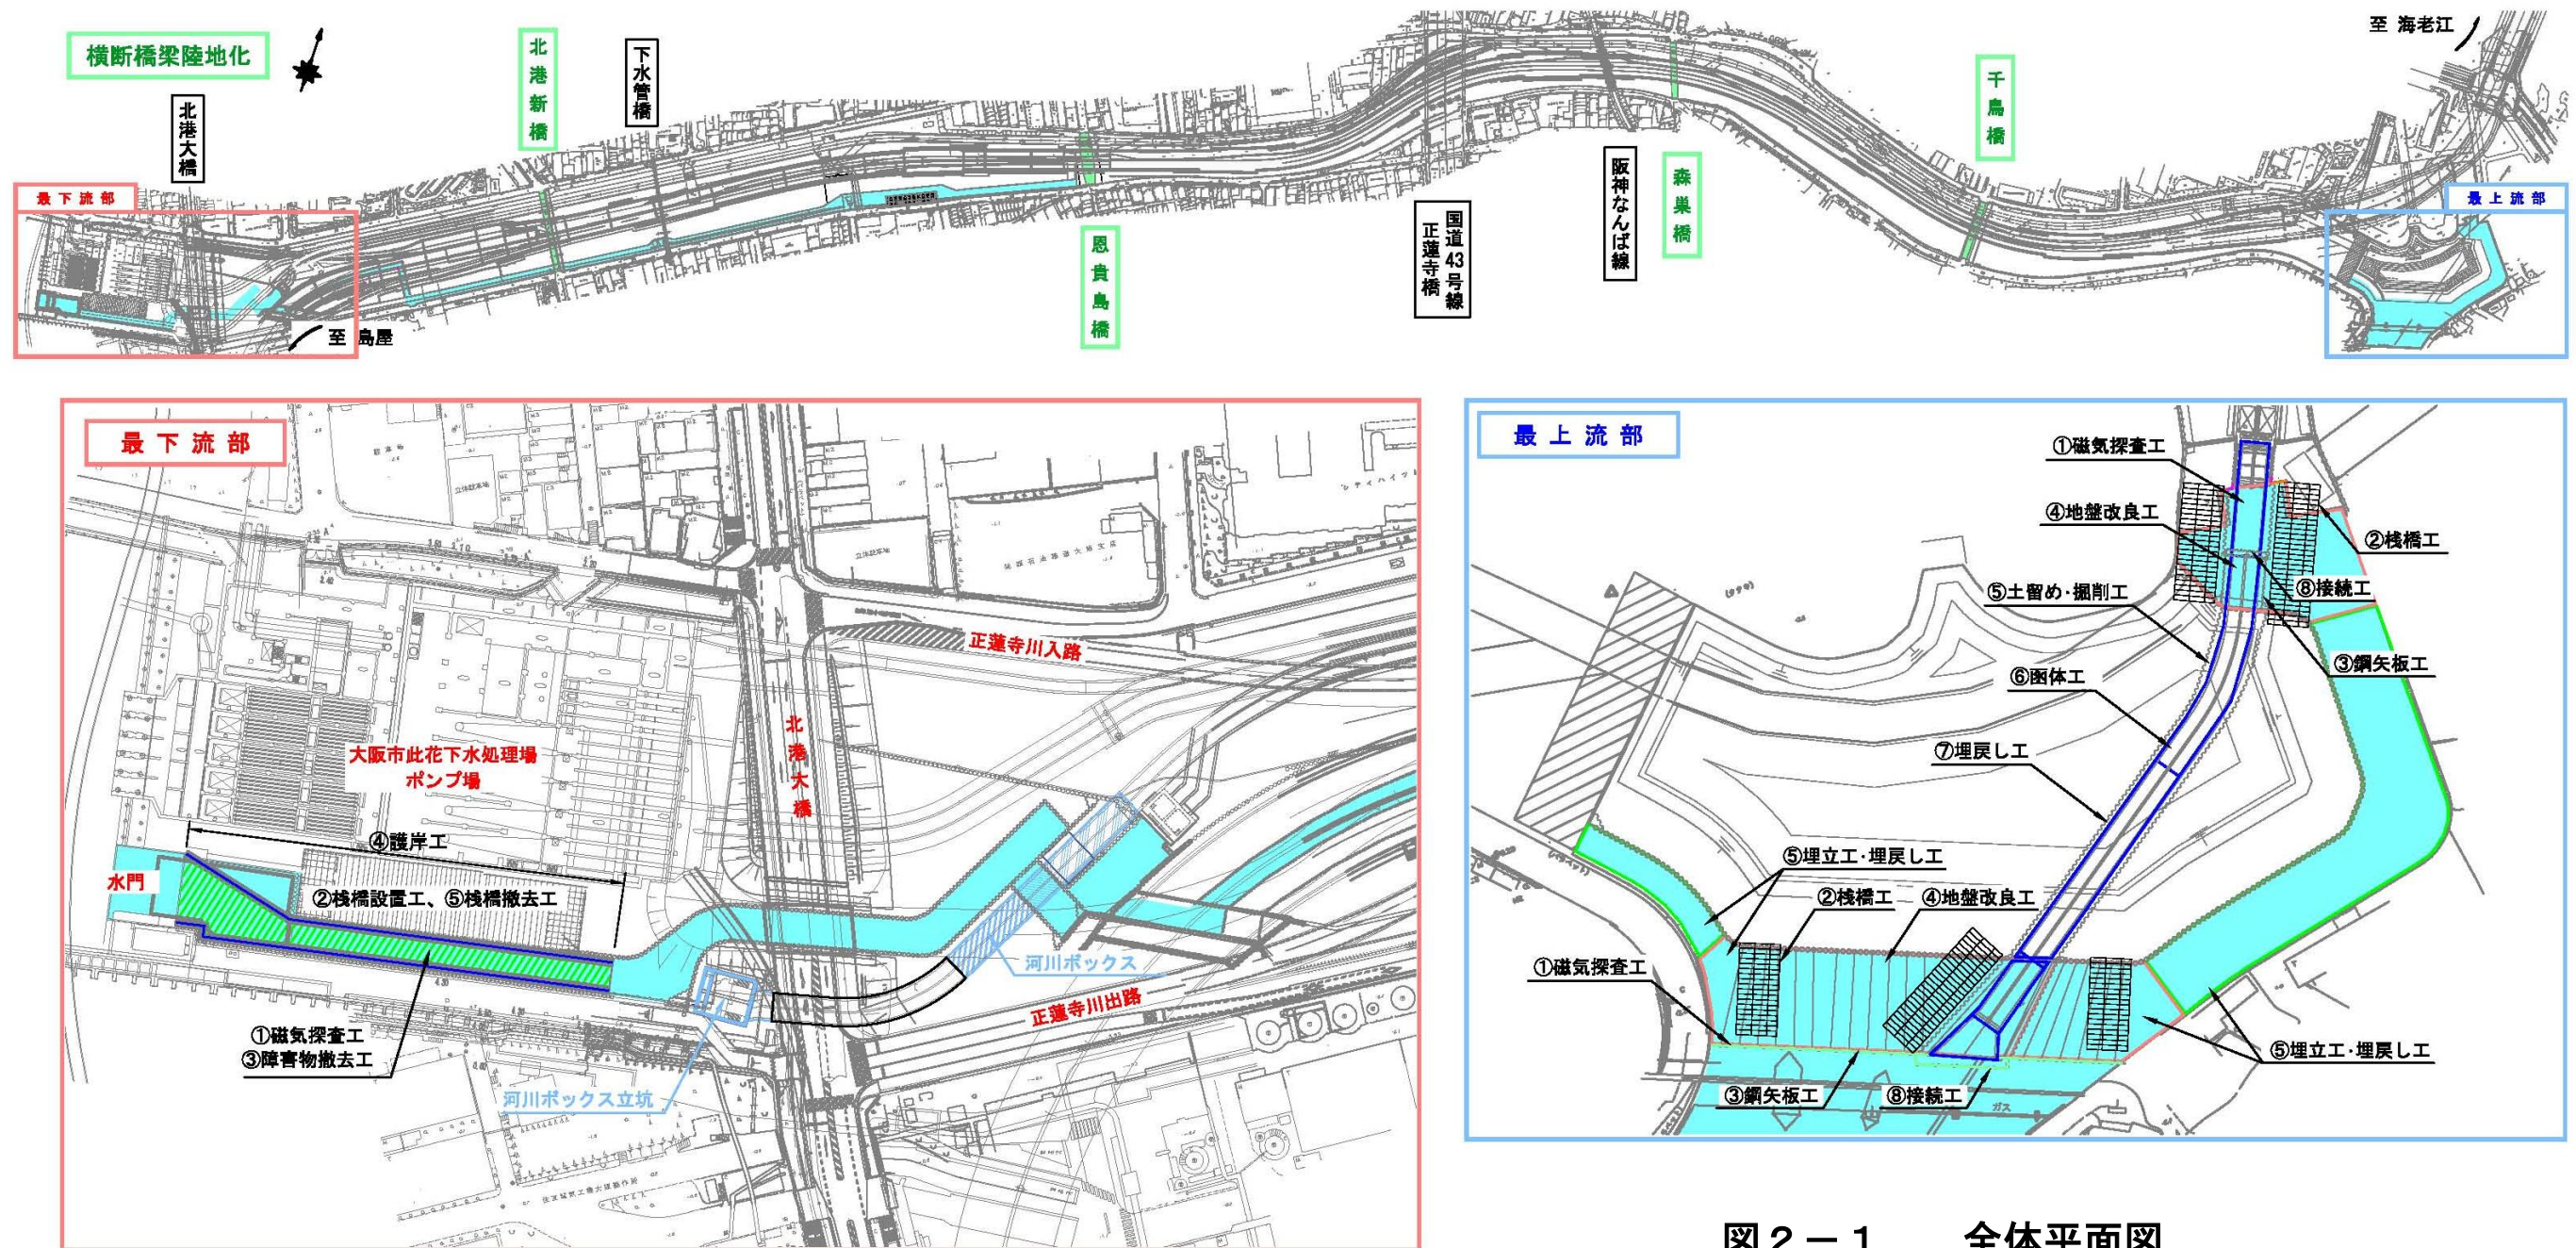 横断橋梁陸地化
北港大橋
北港新橋
下水管橋
恩貴島橋
国道43号線
正蓮寺橋
阪神なんば線
森巣橋
千鳥橋
至 海老江
最下流部
至 島屋
最上流部
最下流部
正蓮寺川入路
北港大橋
大阪市此花下水処理場
ポンプ場
④護岸工
水門
②桟橋設置工、⑤桟橋撤去工
河川ボックス
正蓮寺川出路
①磁気探査工
③障害物撤去工
河川ボックス立坑
最上流部
①磁気探査工
④地盤改良工
②桟橋工
⑧接続工
⑤土留め・掘削工
③鋼矢板工
⑥函体工
⑦埋戻し工
⑤埋立工・埋戻し工
②桟橋工
④地盤改良工
①磁気探査工
⑤埋立工・埋戻し工
③鋼矢板工
⑧接続工
ガス
図2-1 全体平面図